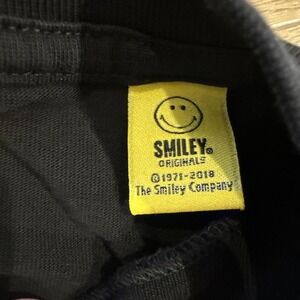 SMILEY®
ORIGINALS
©1971-2018
The Smiley Company